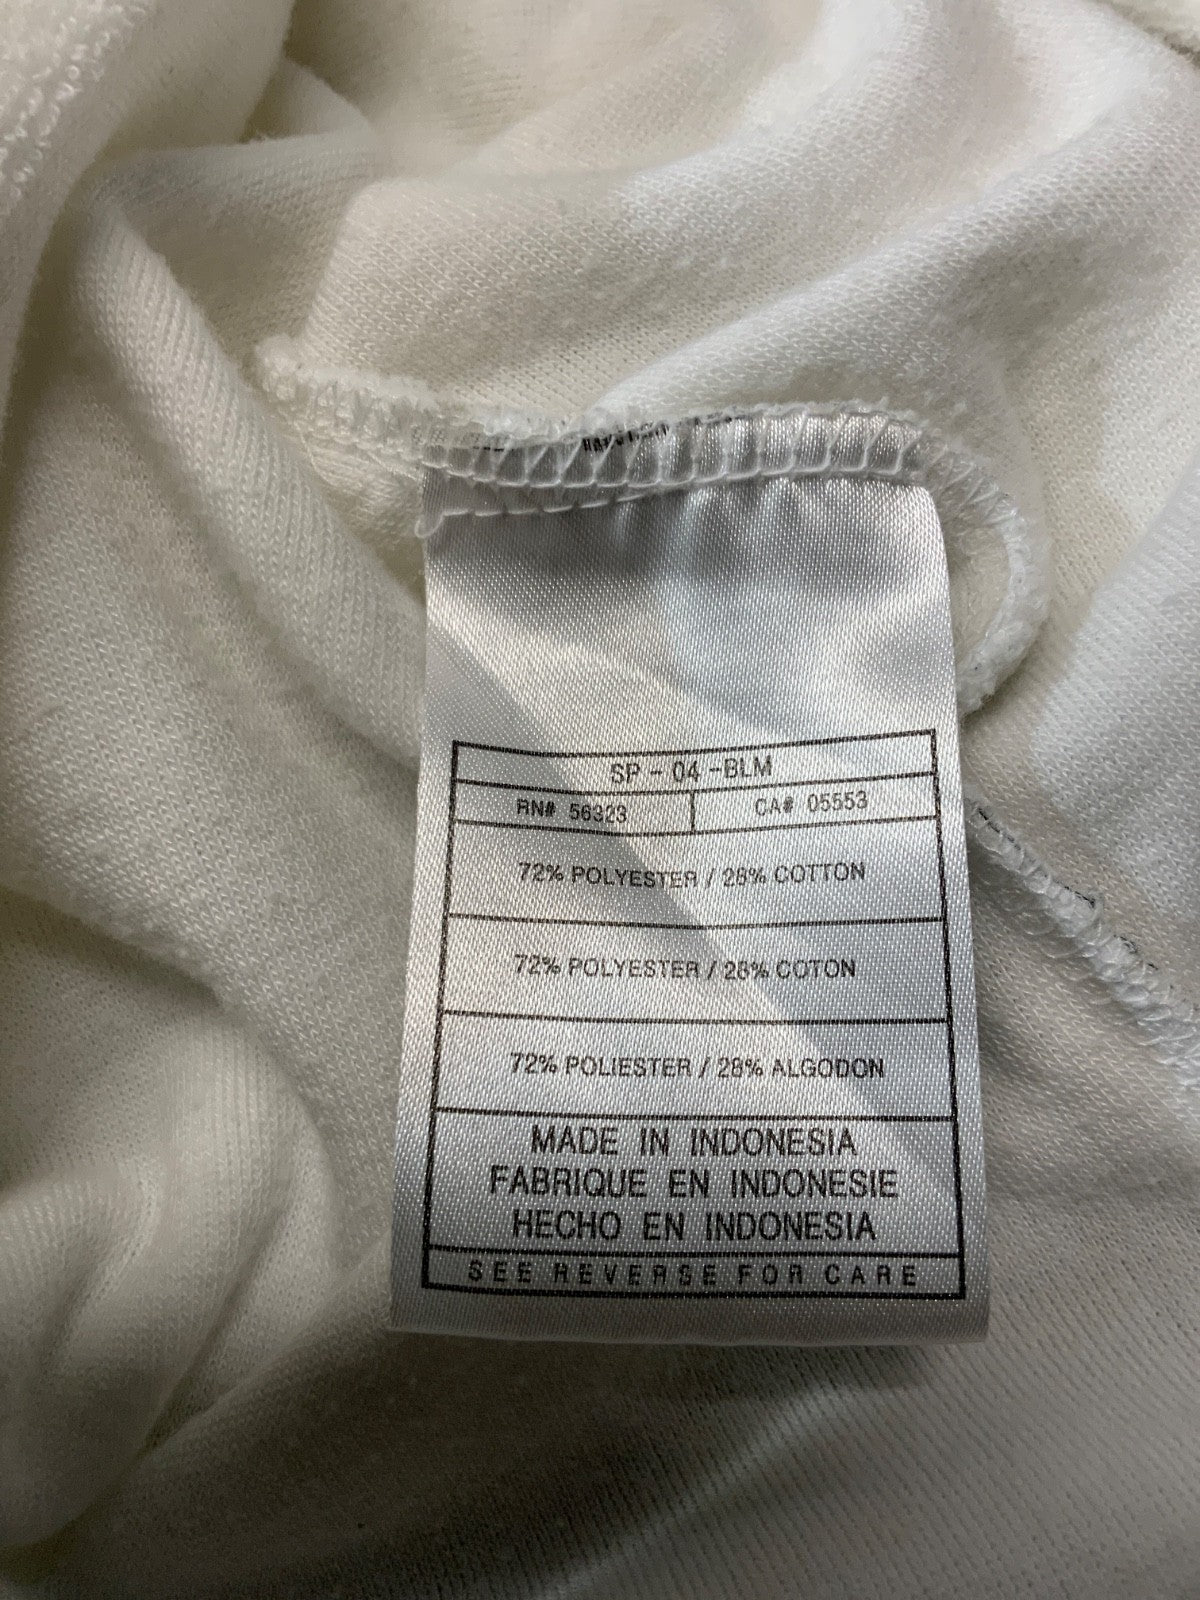 SP - 04 -BLM
RN# 56323
CA# 05553
72% POLYESTER / 28% COTTON
72% POLYESTER / 28% COTON
72% POLIESTER / 28% ALGODON
MADE IN INDONESIA
FABRIQUE EN INDONESIE
HECHO EN INDONESIA
SEE REVERSE FOR CARE